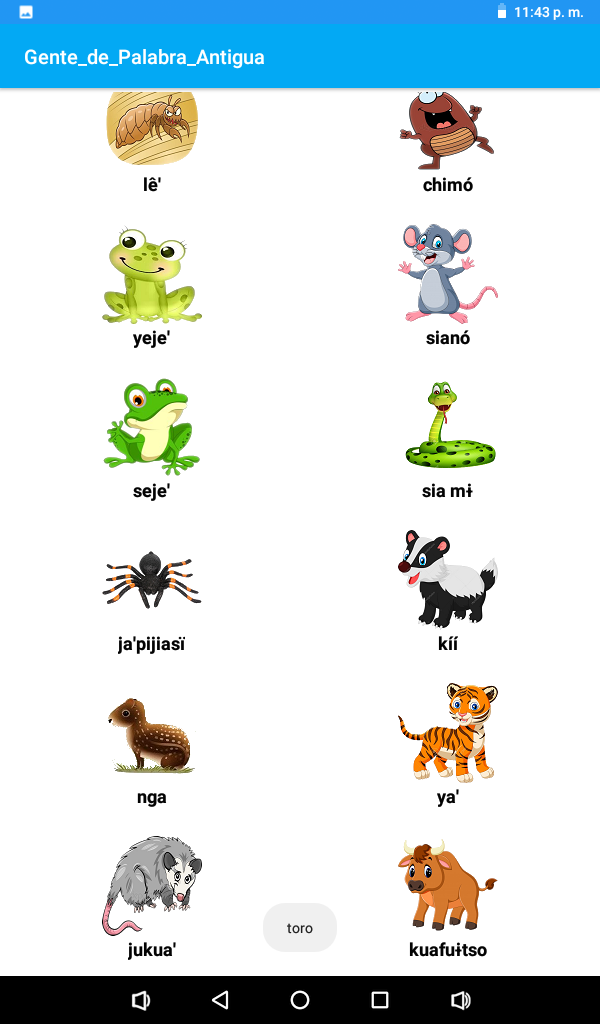 11:43 p. m.
Gente_de_Palabra_Antigua
lê' chimó
yeje' sianó
seje' sia mɨ
ja'pijiasï kíí
nga ya'
jukua' toro kuafuɨtso